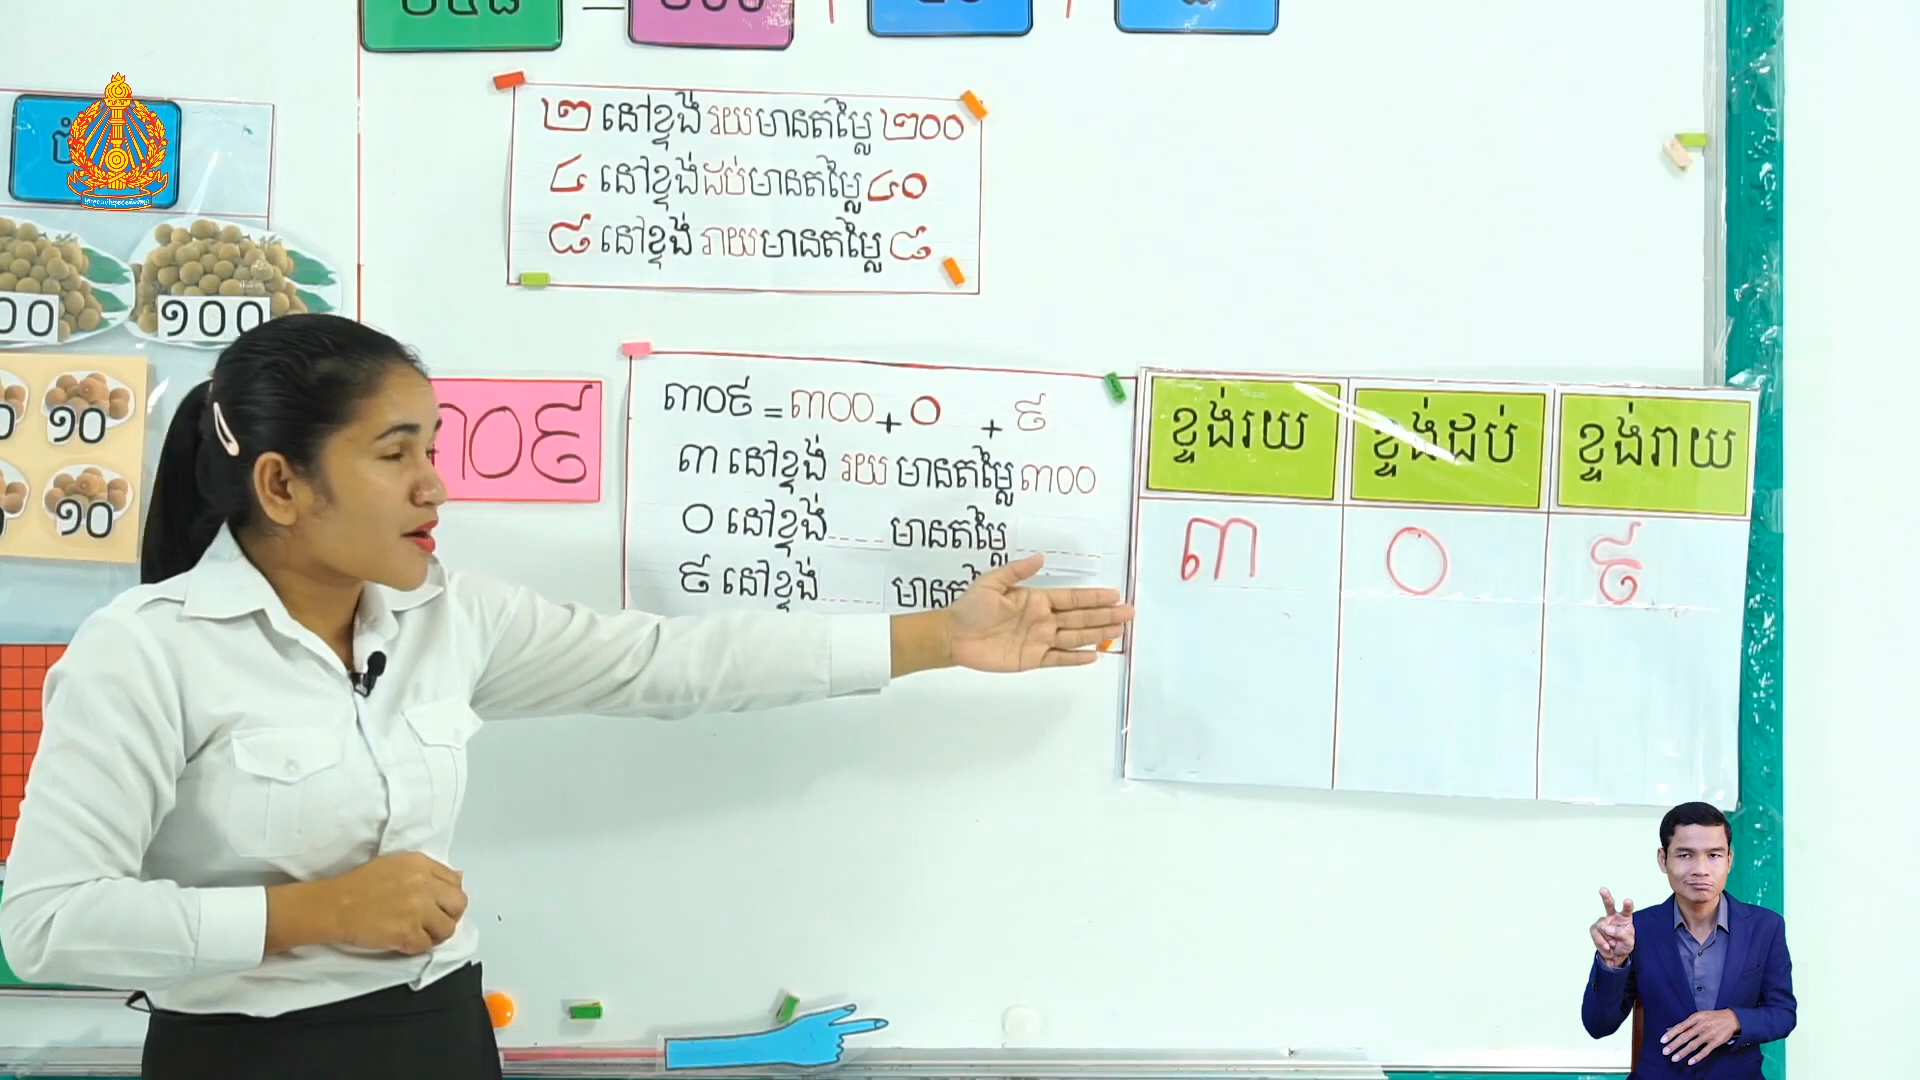 ២ នៅខ្ទង់ រយមានតម្លៃ ២០០
៤ នៅខ្ទង់ដប់មានតម្លៃ ៤០
៨ នៅខ្ទង់ រាយមានតម្លៃ ៨
១០០
១០
១០
៣០៩
៣០៩ = ៣០០ + ០ + ៩
៣ នៅខ្ទង់ រយ មានតម្លៃ ៣០០
០ នៅខ្ទង់..... មានតម្លៃ .......
៩ នៅខ្ទង់.....
ខ្ទង់រយ ខ្ទង់ដប់ ខ្ទង់រាយ
៣ ០ ៩